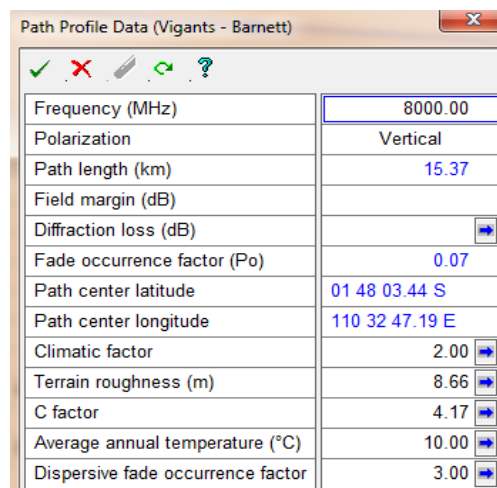 Path Profile Data (Vigants - Barnett)
Frequency (MHz) 8000.00
Polarization Vertical
Path length (km) 15.37
Field margin (dB)
Diffraction loss (dB)
Fade occurrence factor (Po) 0.07
Path center latitude 01 48 03.44 S
Path center longitude 110 32 47.19 E
Climatic factor 2.00
Terrain roughness (m) 8.66
C factor 4.17
Average annual temperature (°C) 10.00
Dispersive fade occurrence factor 3.00